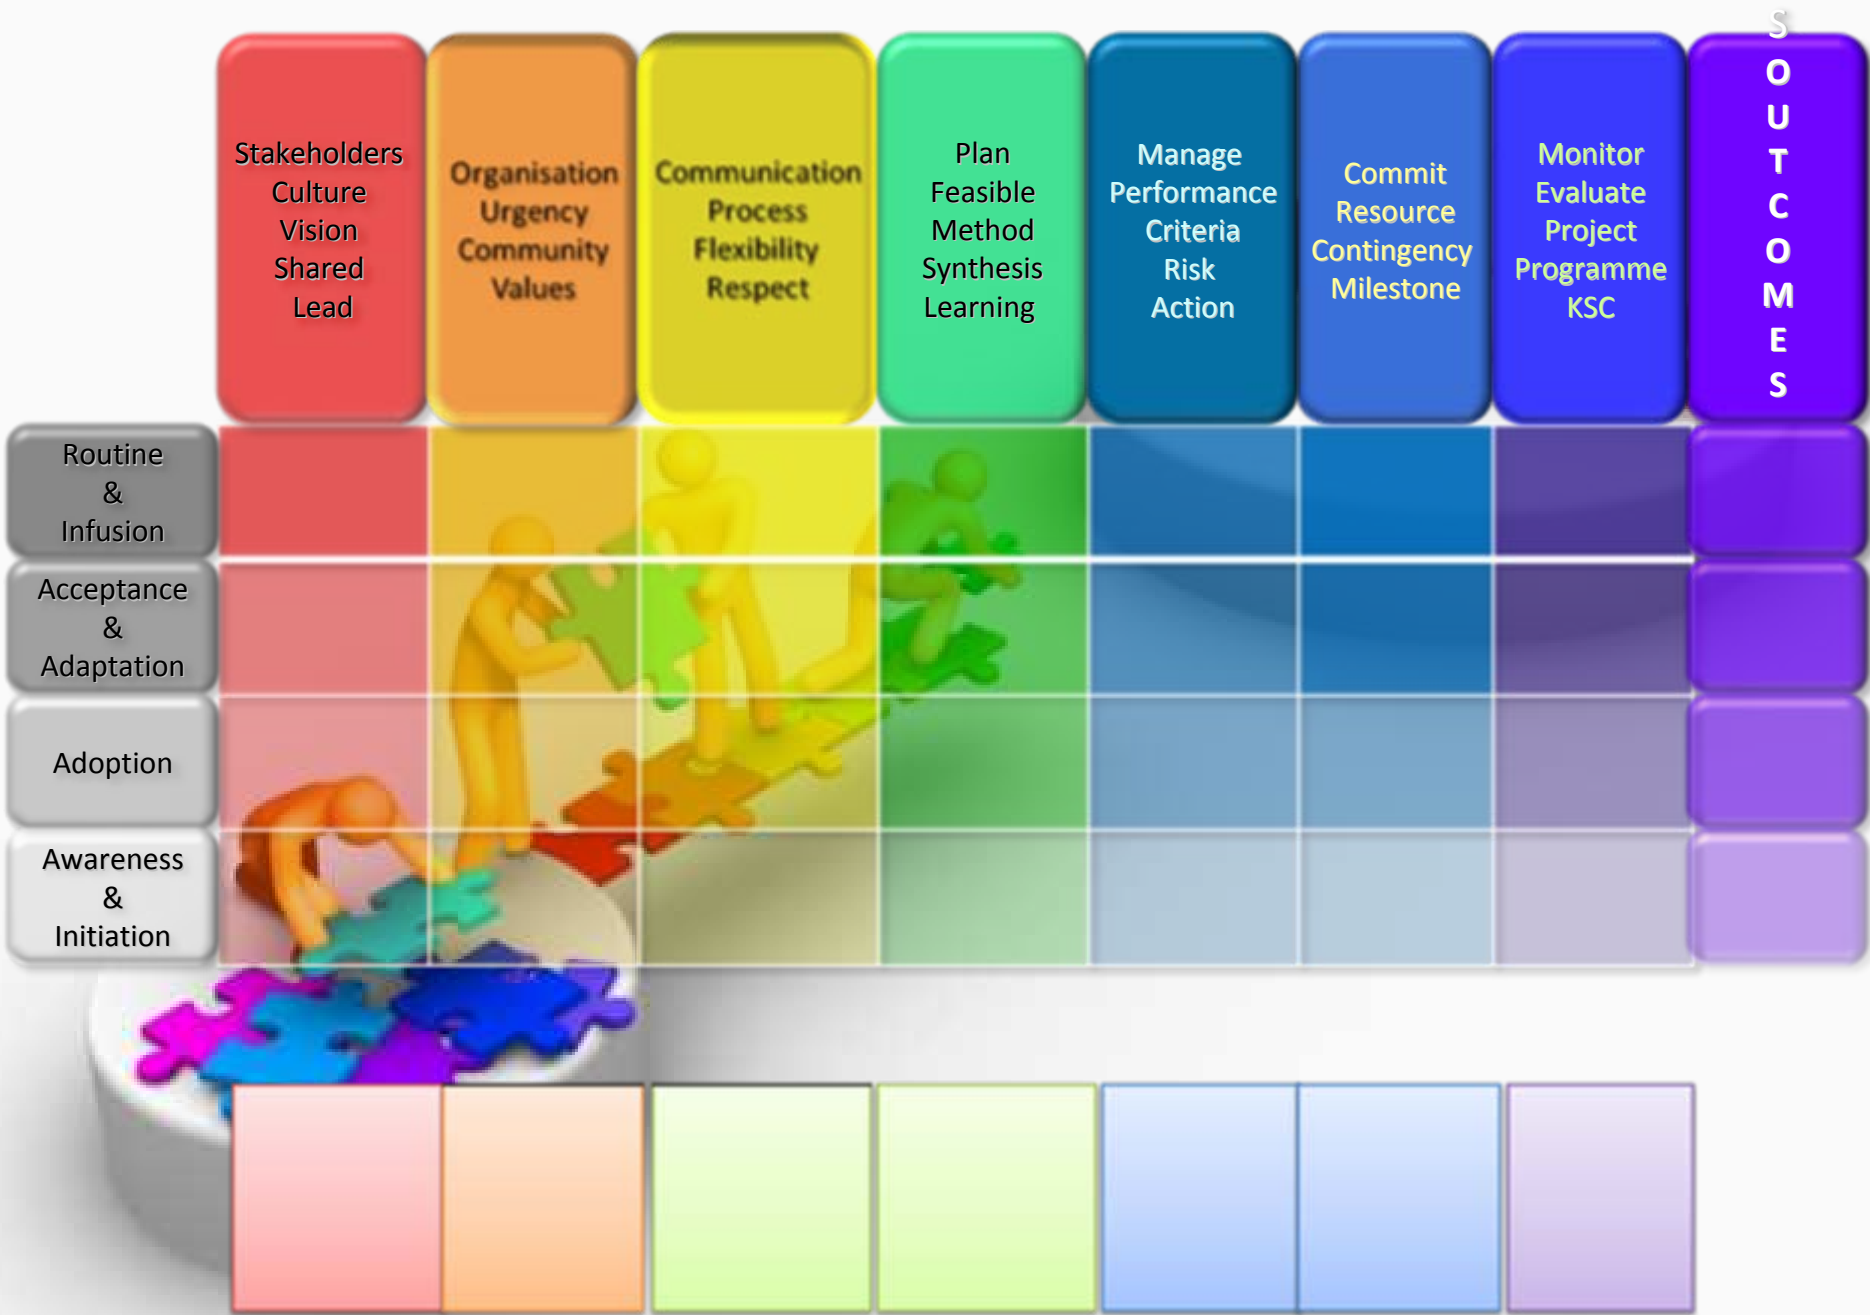 Stakeholders
Culture
Vision
Shared
Lead
Organisation
Urgency
Community
Values
Communication
Process
Flexibility
Respect
Plan
Feasible
Method
Synthesis
Learning
Manage
Performance
Criteria
Risk
Action
Commit
Resource
Contingency
Milestone
Monitor
Evaluate
Project
Programme
KSC
S
O
U
T
C
O
M
E
S
Routine
&
Infusion
Acceptance
&
Adaptation
Adoption
Awareness
&
Initiation